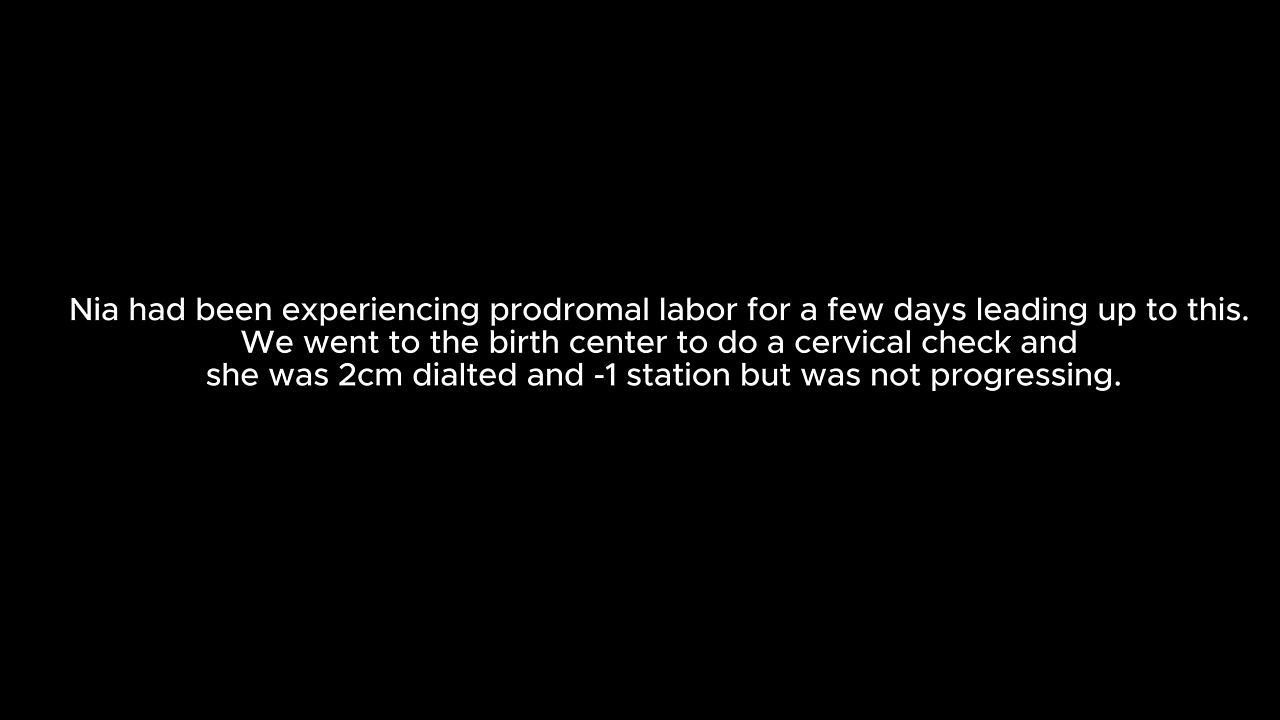 Nia had been experiencing prodromal labor for a few days leading up to this.
We went to the birth center to do a cervical check and
she was 2cm dialted and -1 station but was not progressing.